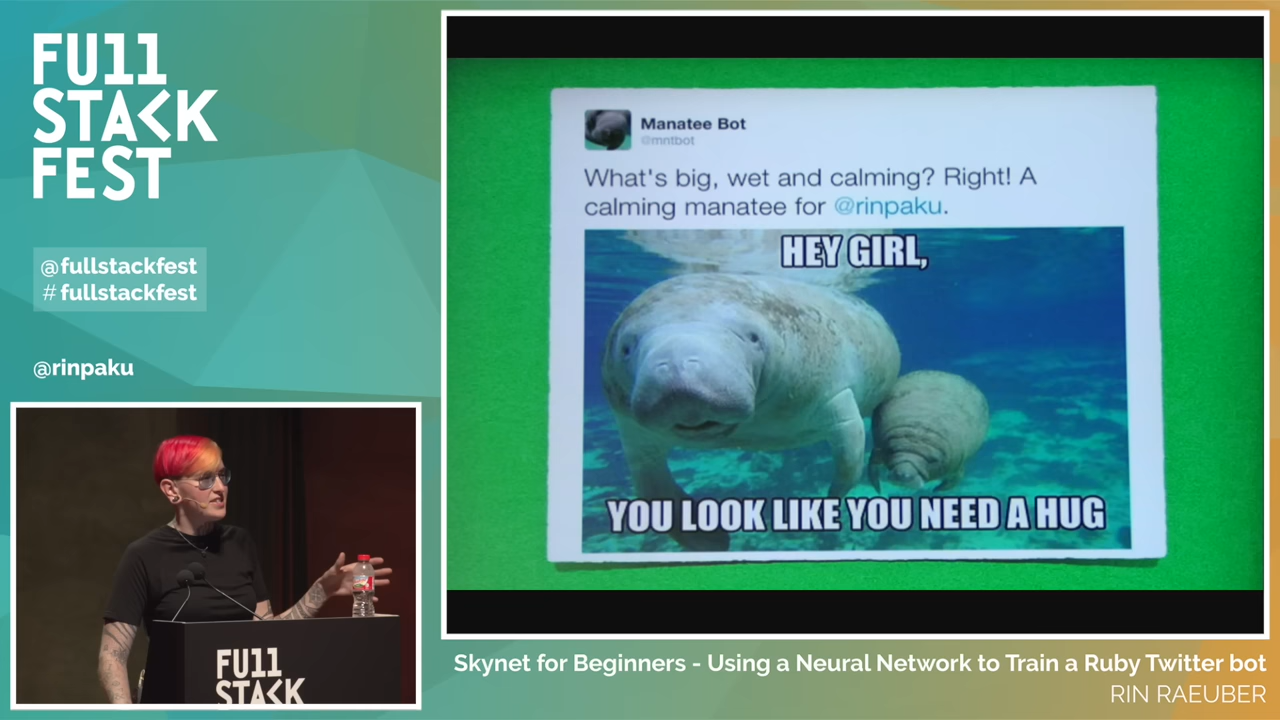 FU11
STACK
FEST
@fullstackfest
# fullstackfest
@rinpaku
FU11
STACK
Manatee Bot
@mntbot
What's big, wet and calming? Right! A
calming manatee for @rinpaku.
HEY GIRL,
YOU LOOK LIKE YOU NEED A HUG
Skynet for Beginners - Using a Neural Network to Train a Ruby Twitter bot
RIN RAEUBER